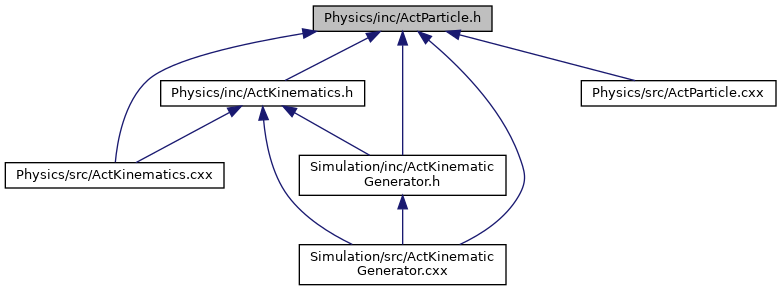 Physics/inc/ActParticle.h
Physics/inc/ActKinematics.h
Physics/src/ActParticle.cxx
Physics/src/ActKinematics.cxx
Simulation/inc/ActKinematic
Generator.h
Simulation/src/ActKinematic
Generator.cxx